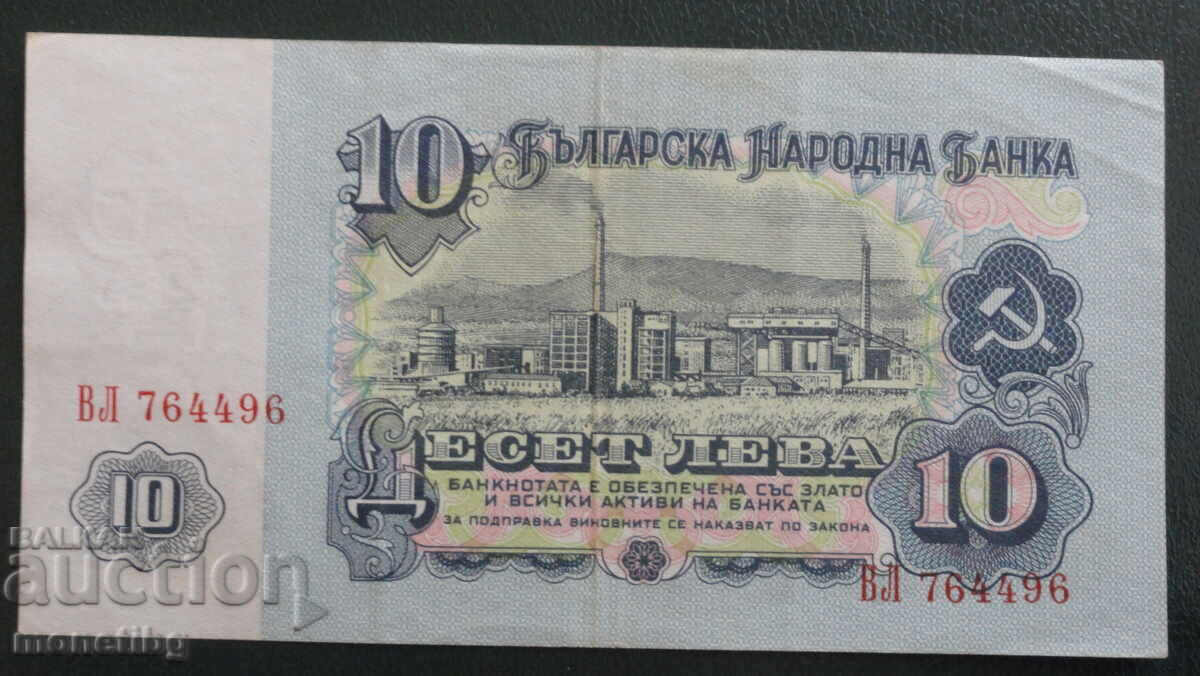 10 БЪЛГАРСКА НАРОДНА БАНКА
ВЛ 764496
ДЕСЕТ ЛЕВА
БАНКНОТАТА Е ОБЕЗПЕЧЕНА СЪС ЗЛАТО
И ВСИЧКИ АКТИВИ НА БАНКАТА
ЗА ПОДПРАВКА ВИНОВНИТЕ СЕ НАКАЗВАТ ПО ЗАКОНА
10
10
ВЛ 764496
BALKAN
auction
monetibg